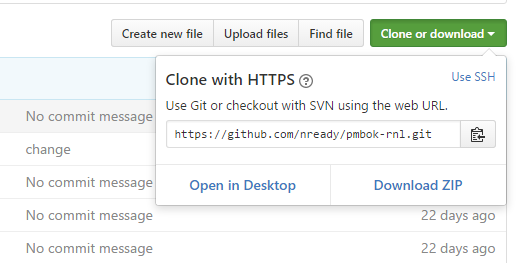 Create new file Upload files Find file Clone or download
Clone with HTTPS ? Use SSH
Use Git or checkout with SVN using the web URL.
No commit message
https://github.com/nready/pmbok-rnl.git
change
No commit message
Open in Desktop Download ZIP
No commit message 22 days ago
No commit message 22 days ago